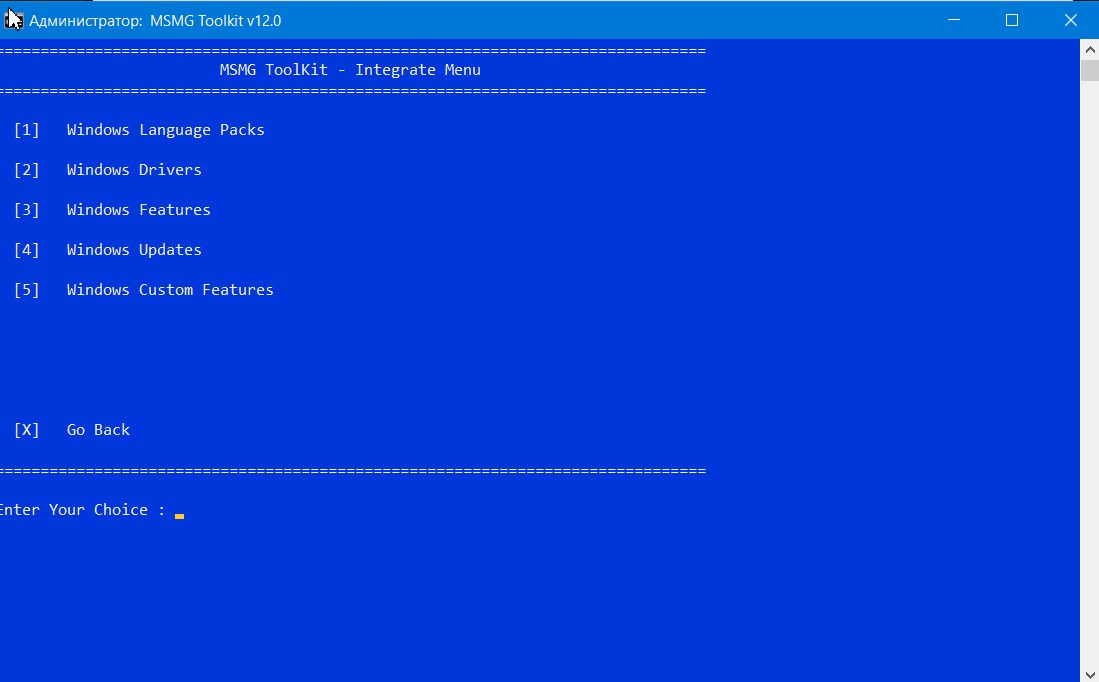 Администратор: MSMG Toolkit v12.0
===============================================================================
MSMG ToolKit - Integrate Menu
===============================================================================
[1] Windows Language Packs
[2] Windows Drivers
[3] Windows Features
[4] Windows Updates
[5] Windows Custom Features
[X] Go Back
===============================================================================
Enter Your Choice :